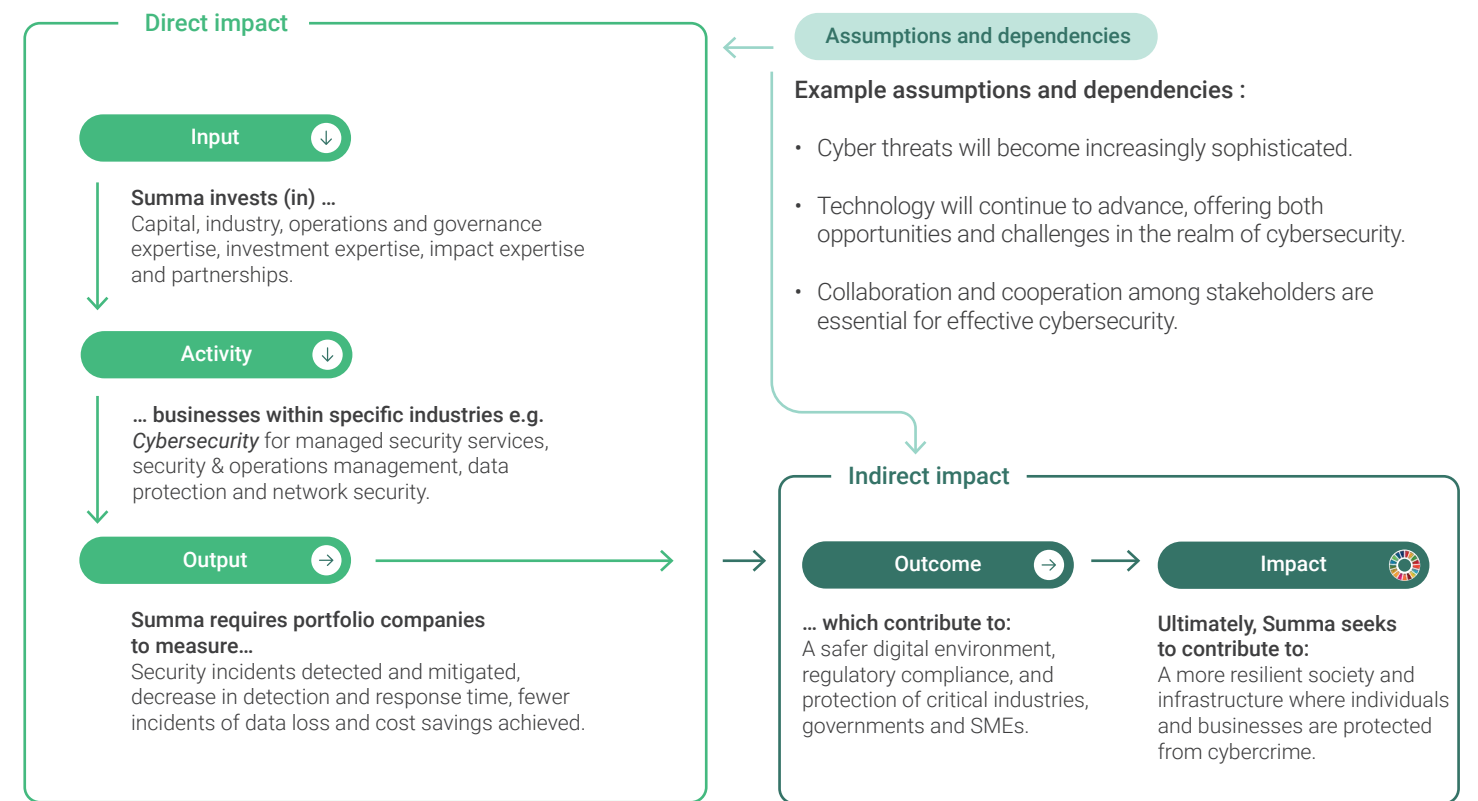 Direct impact
Input
Summa invests (in) …
Capital, industry, operations and governance
expertise, investment expertise, impact expertise
and partnerships.
Activity
… businesses within specific industries e.g.
Cybersecurity for managed security services,
security & operations management, data
protection and network security.
Output
Summa requires portfolio companies
to measure…
Security incidents detected and mitigated,
decrease in detection and response time, fewer
incidents of data loss and cost savings achieved.
Assumptions and dependencies
Example assumptions and dependencies :
• Cyber threats will become increasingly sophisticated.
• Technology will continue to advance, offering both
opportunities and challenges in the realm of cybersecurity.
• Collaboration and cooperation among stakeholders are
essential for effective cybersecurity.
Indirect impact
Outcome
… which contribute to:
A safer digital environment,
regulatory compliance, and
protection of critical industries,
governments and SMEs.
Impact
Ultimately, Summa seeks
to contribute to:
A more resilient society and
infrastructure where individuals
and businesses are protected
from cybercrime.